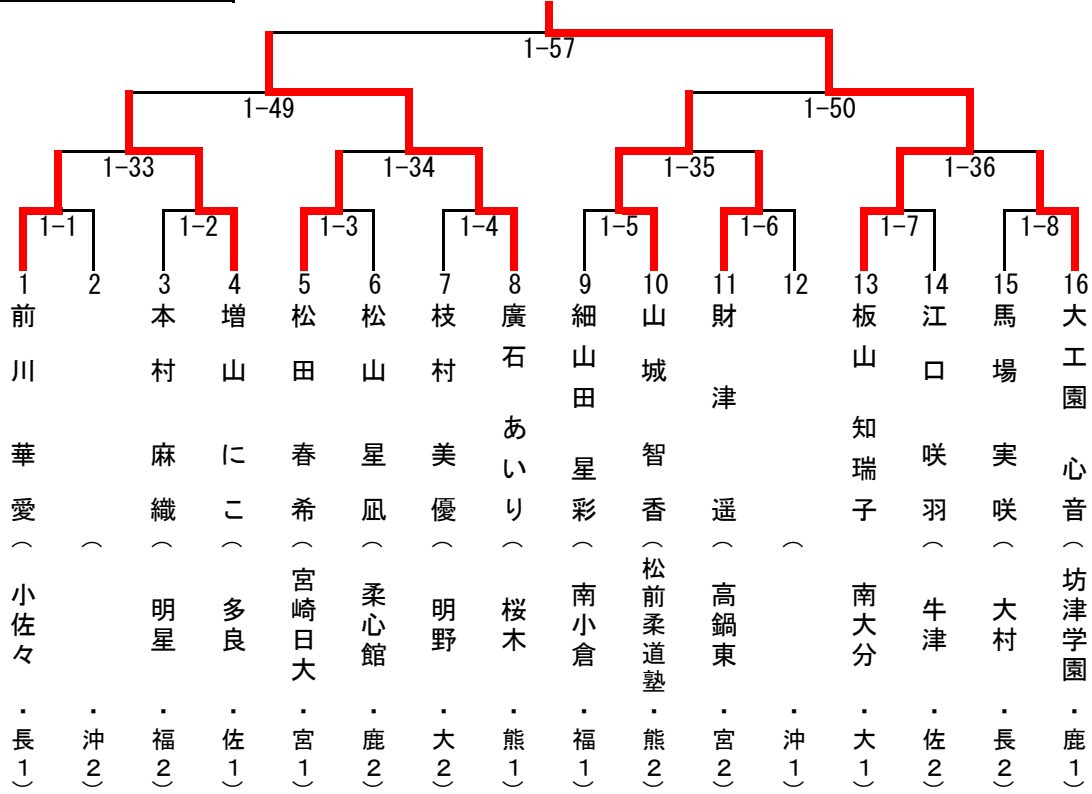 1-57
1-49
1-50
1-33
1-34
1-35
1-36
1-1
1-2
1-3
1-4
1-5
1-6
1-7
1-8
1 前川 華愛 （小佐々・長1）
2 （ ・沖2）
3 本村 麻織 （明星・福2）
4 増山 にこ （多良・佐1）
5 松田 春希 （宮崎日大・宮1）
6 松山 星凪 （柔心館・鹿2）
7 枝村 美優 （明野・大2）
8 廣石 あいり （桜木・熊1）
9 細山田 星彩 （南小倉・福1）
10 山城 智香 （松前柔道塾・熊2）
11 財津 遥 （高鍋東・宮2）
12 （ ・沖1）
13 板山 知瑞子 南大分・大1）
14 江口 咲羽 （牛津・佐2）
15 馬場 実咲 （大村・長2）
16 大工園 心音 （坊津学園・鹿1）